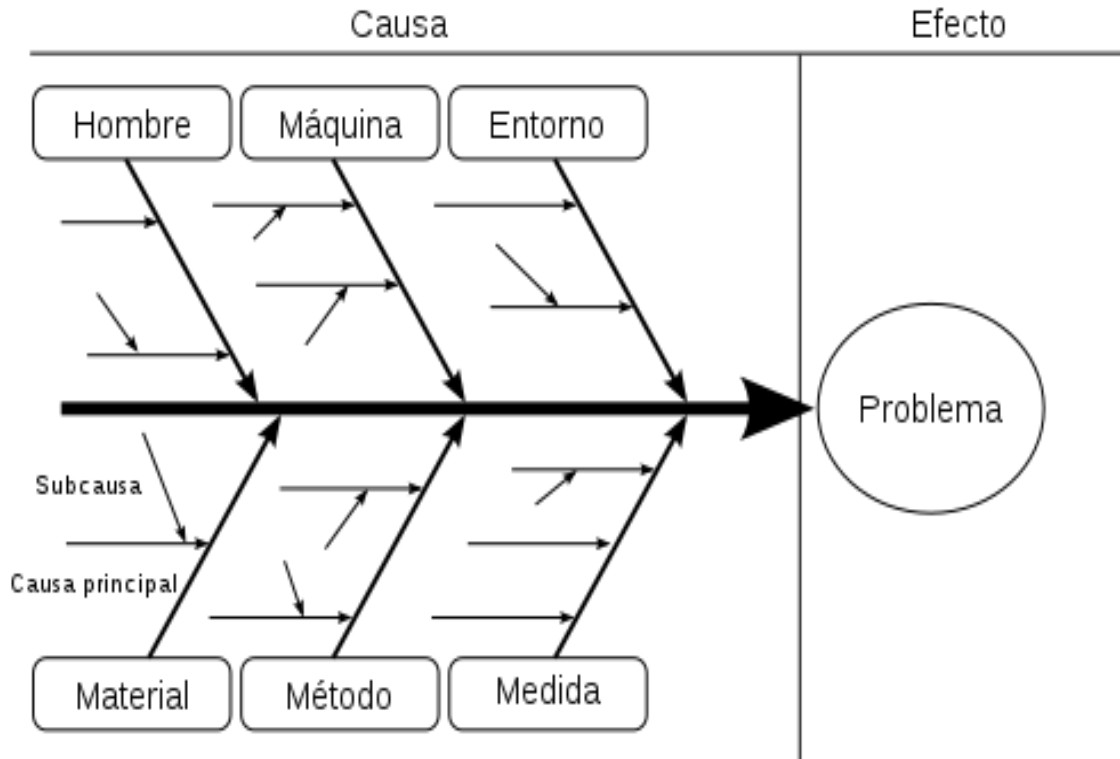 Causa
Efecto
Hombre
Máquina
Entorno
Problema
Subcausa
Causa principal
Material
Método
Medida